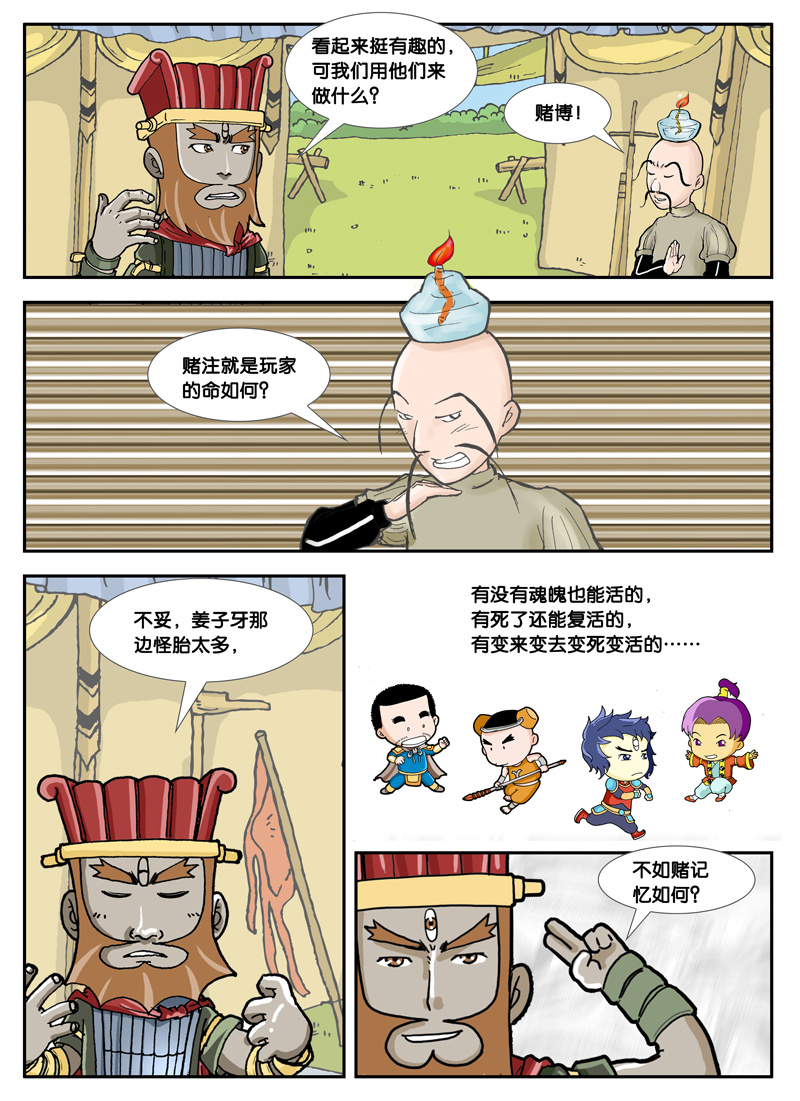 看起来挺有趣的，
可我们用他们来
做什么？
赌博！
赌注就是玩家
的命如何？
不妥，姜子牙那
边怪胎太多，
有没有魂魄也能活的，
有死了还能复活的，
有变来变去变死变活的……
不如赌记
忆如何？